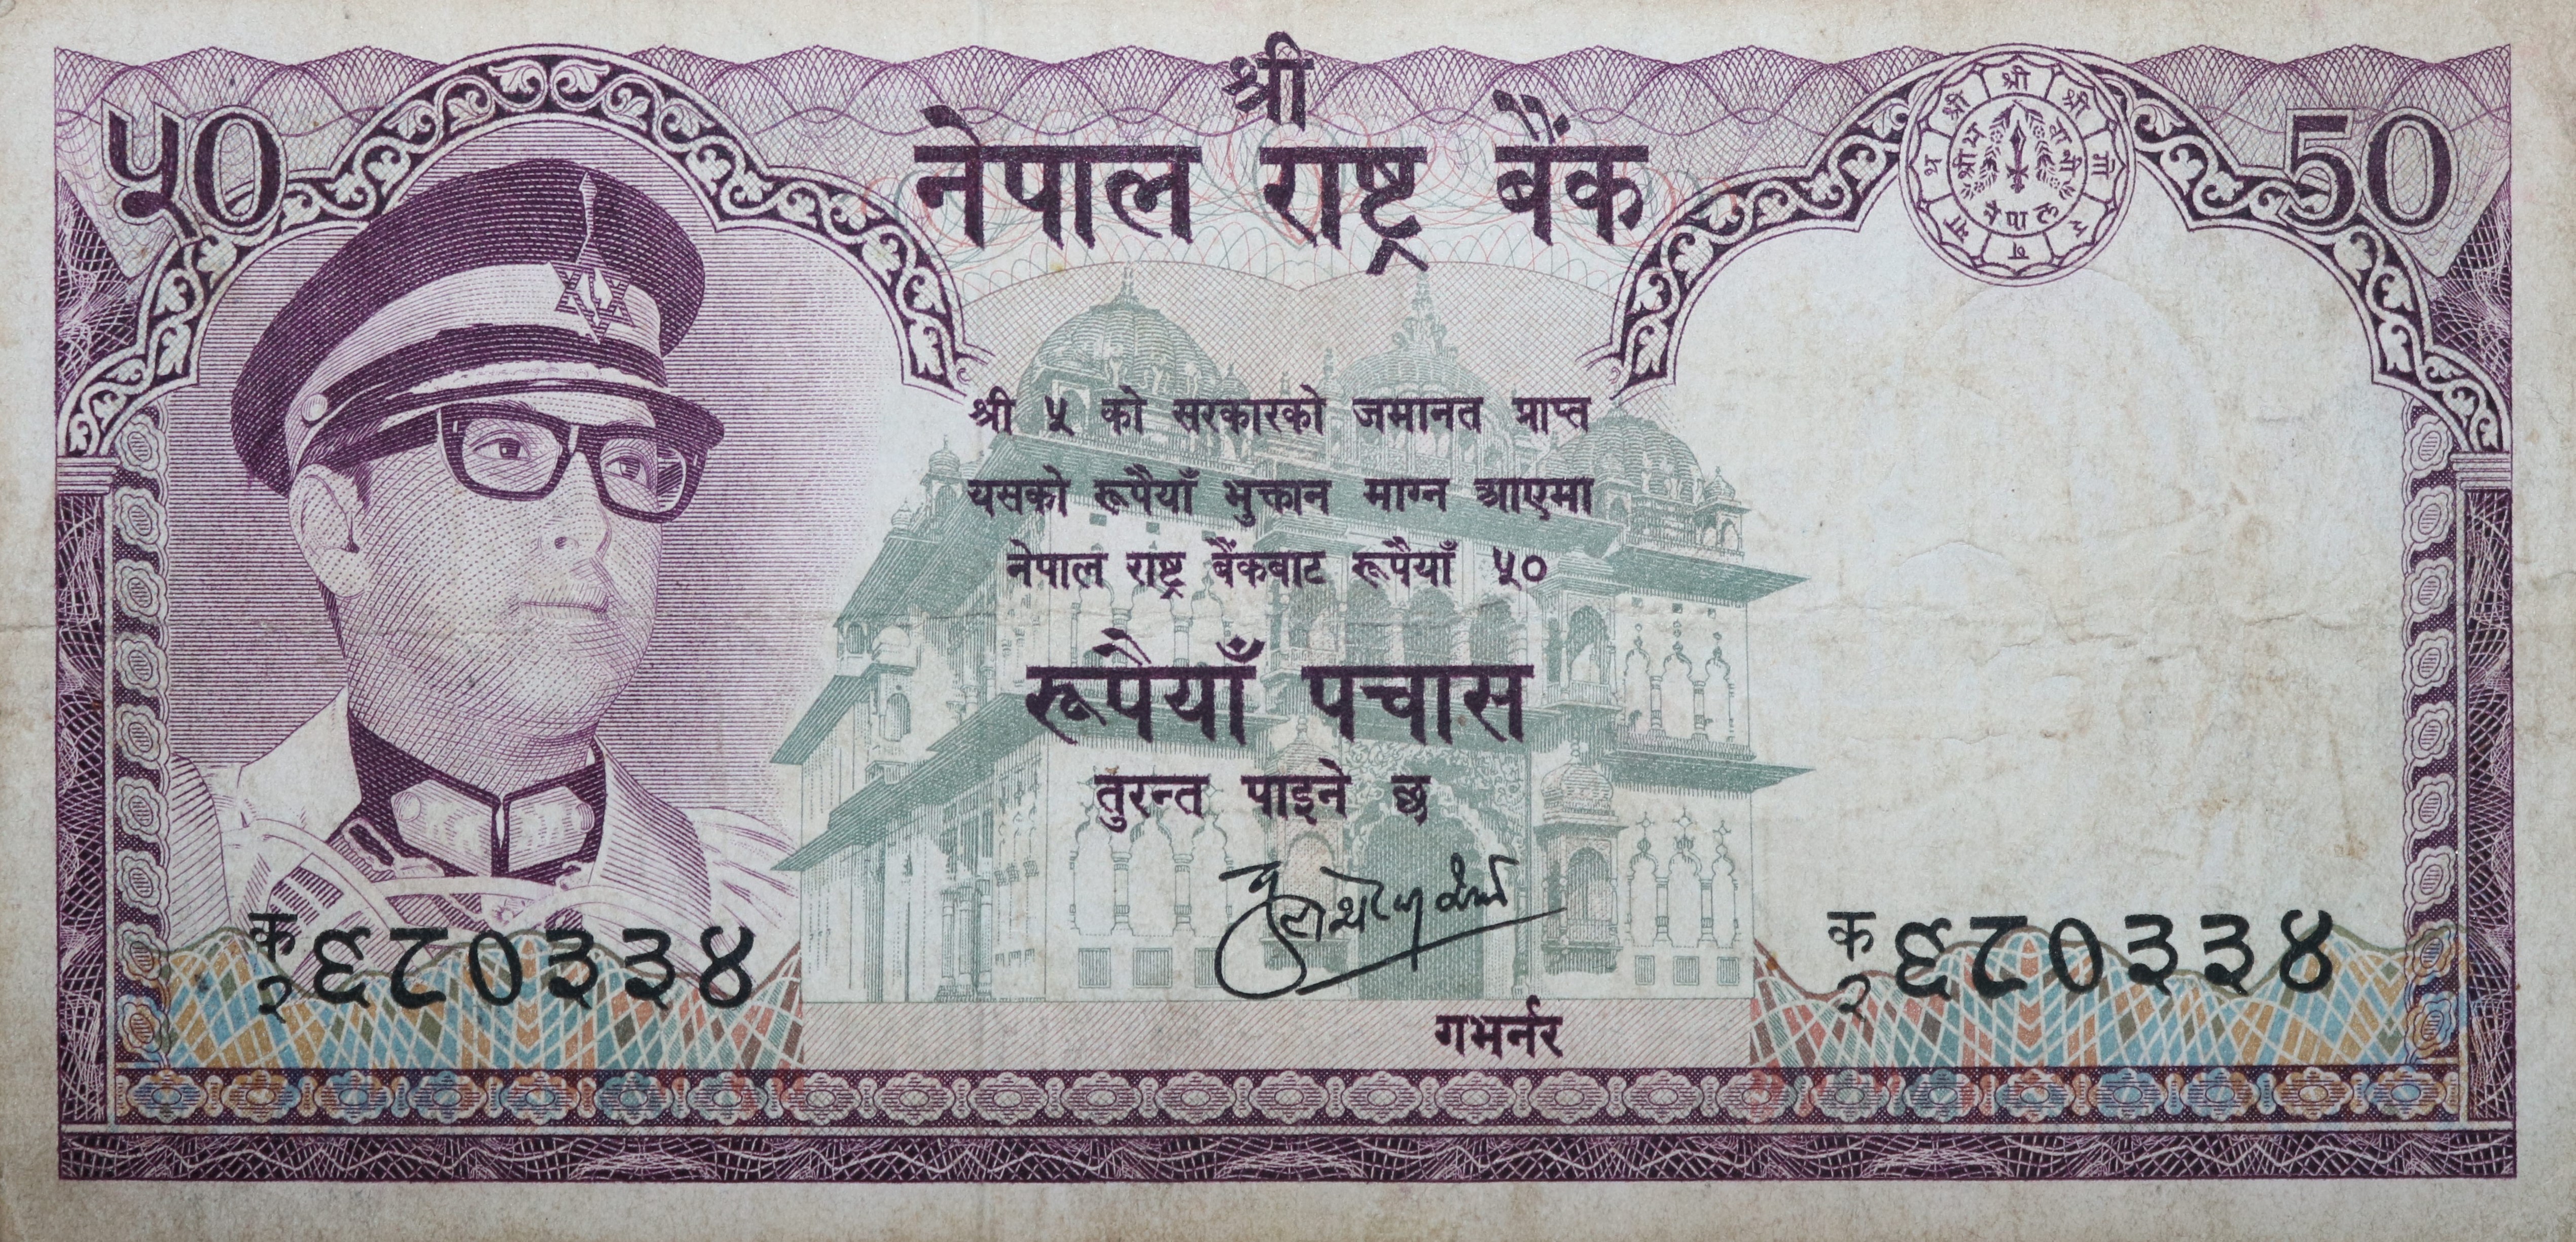 श्री
५० नेपाल राष्ट्र बैंक 50
श्री ५ को सरकारको जमानत प्राप्त
यसको रूपैयाँ भुक्तान माग्न आएमा
नेपाल राष्ट्र बैंकबाट रूपैयाँ ५०
रूपैयाँ पचास
तुरन्त पाइने छ
गभर्नर
क २ ६८०३३४
क २ ६८०३३४